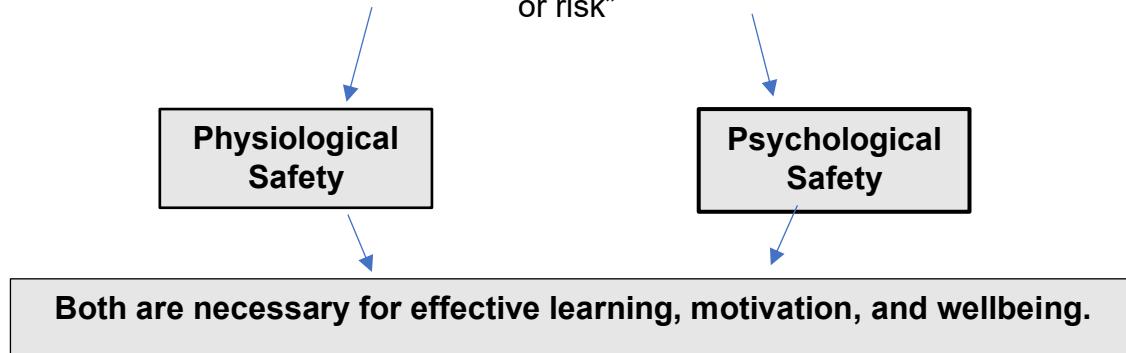 or risk”
Physiological
Safety
Psychological
Safety
Both are necessary for effective learning, motivation, and wellbeing.